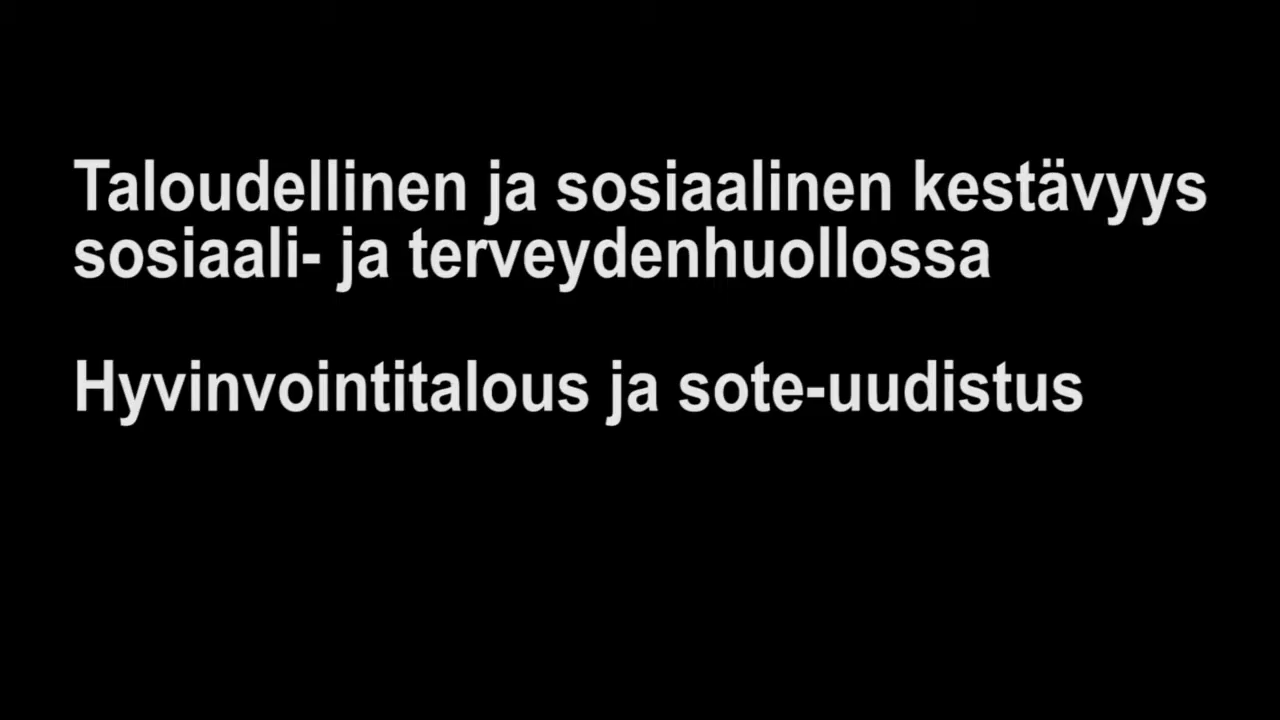 Taloudellinen ja sosiaalinen kestävyys
sosiaali- ja terveydenhuollossa
Hyvinvointitalous ja sote-uudistus